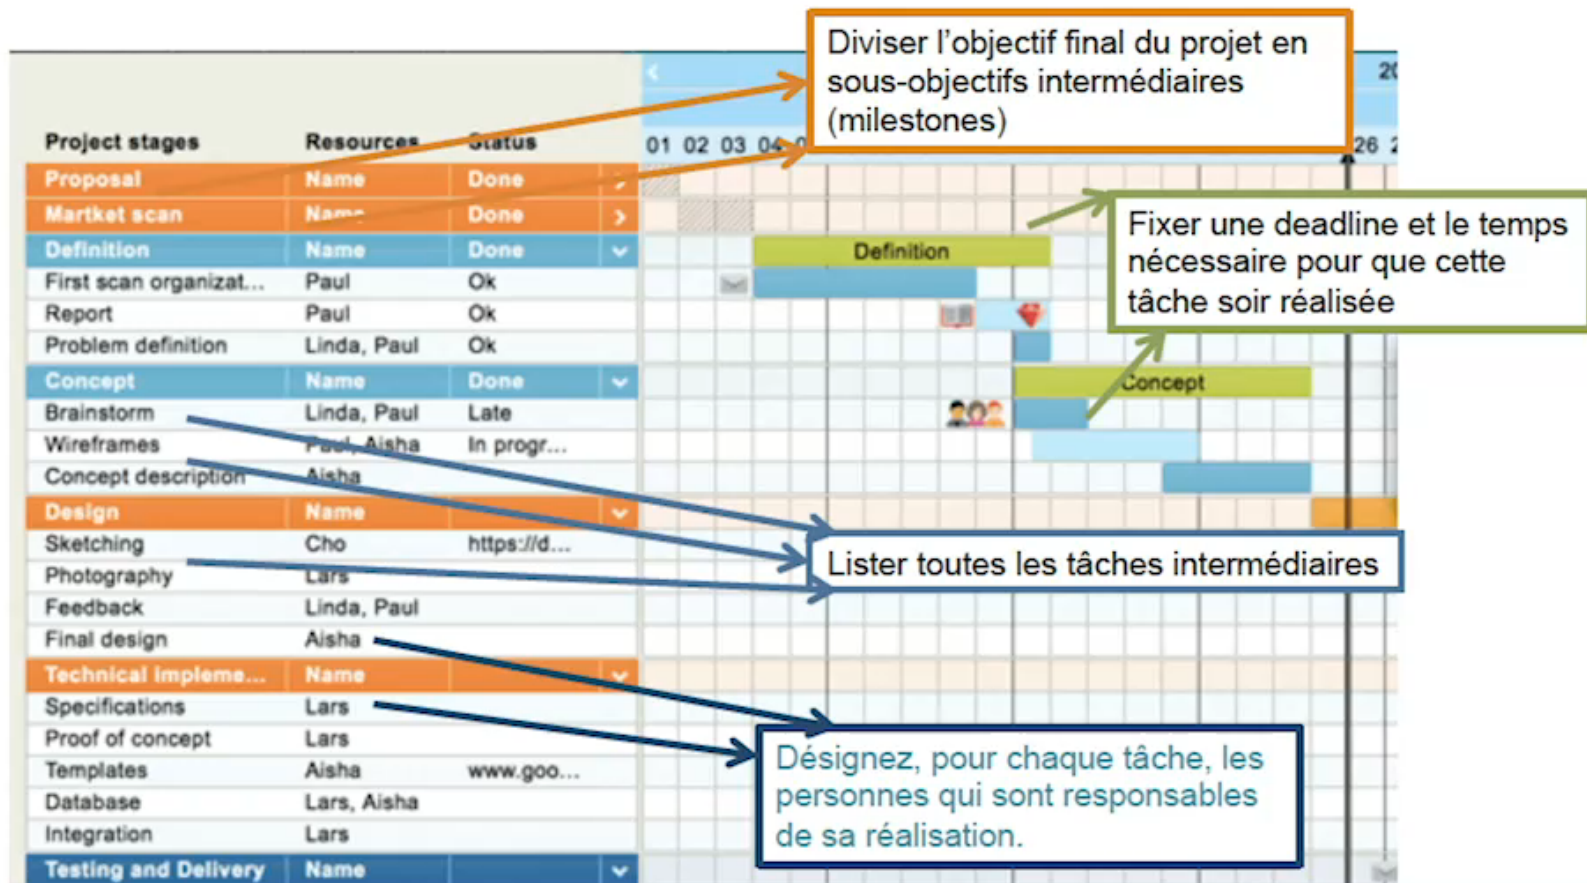 Diviser l'objectif final du projet en
sous-objectifs intermédiaires
(milestones)
20
Project stages Resources Status 01 02 03 04 26 2
Proposal Name Done
Martket scan Name Done
Definition Name Done Definition
First scan organizat... Paul Ok
Report Paul Ok
Problem definition Linda, Paul Ok
Fixer une deadline et le temps
nécessaire pour que cette
tâche soir réalisée
Concept Name Done Concept
Brainstorm Linda, Paul Late
Wireframes Paul, Aisha In progr...
Concept description Aisha
Design Name
Sketching Cho https://d...
Lister toutes les tâches intermédiaires
Photography Lars
Feedback Linda, Paul
Final design Aisha
Technical Impleme... Name
Specifications Lars
Proof of concept Lars
Templates Aisha www.goo...
Database Lars, Aisha
Integration Lars
Désignez, pour chaque tâche, les
personnes qui sont responsables
de sa réalisation.
Testing and Delivery Name